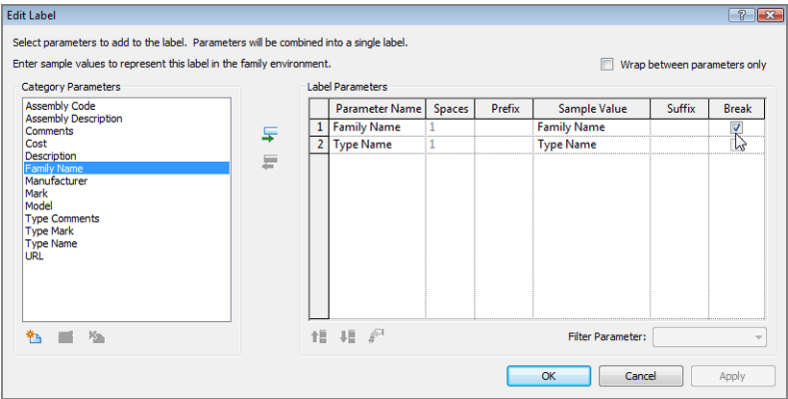 Edit Label
Select parameters to add to the label. Parameters will be combined into a single label.
Enter sample values to represent this label in the family environment.
Wrap between parameters only
Category Parameters
Assembly Code
Assembly Description
Comments
Cost
Description
Family Name
Manufacturer
Mark
Model
Type Comments
Type Mark
Type Name
URL
Label Parameters
Parameter Name Spaces Prefix Sample Value Suffix Break
1 Family Name 1 Family Name
2 Type Name 1 Type Name
Filter Parameter:
OK Cancel Apply